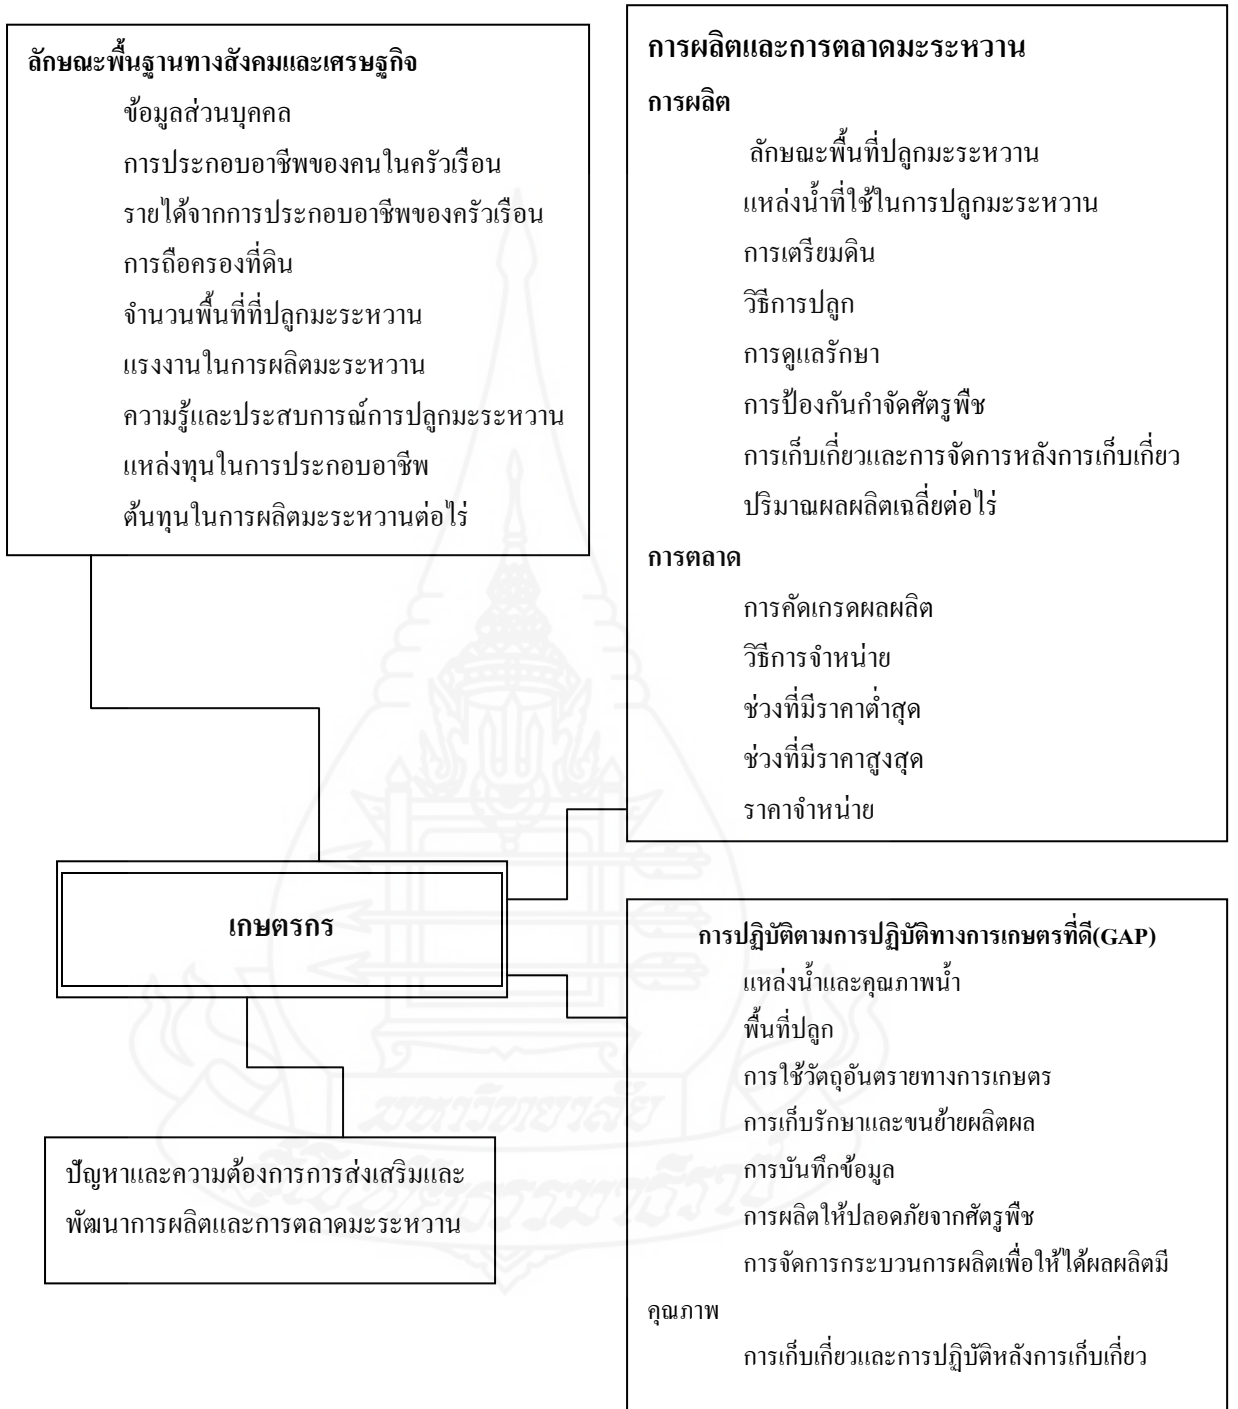 ลักษณะพื้นฐานทางสังคมและเศรษฐกิจ
ข้อมูลส่วนบุคคล
การประกอบอาชีพของคนในครัวเรือน
รายได้จากการประกอบอาชีพของครัวเรือน
การถือครองที่ดิน
จำนวนพื้นที่ที่ปลูกมะระหวาน
แรงงานในการผลิตมะระหวาน
ความรู้และประสบการณ์การปลูกมะระหวาน
แหล่งทุนในการประกอบอาชีพ
ต้นทุนในการผลิตมะระหวานต่อไร่
การผลิตและการตลาดมะระหวาน
การผลิต
ลักษณะพื้นที่ปลูกมะระหวาน
แหล่งน้ำที่ใช้ในการปลูกมะระหวาน
การเตรียมดิน
วิธีการปลูก
การดูแลรักษา
การป้องกันกำจัดศัตรูพืช
การเก็บเกี่ยวและการจัดการหลังการเก็บเกี่ยว
ปริมาณผลผลิตเฉลี่ยต่อไร่
การตลาด
การคัดเกรดผลผลิต
วิธีการจำหน่าย
ช่วงที่มีราคาต่ำสุด
ช่วงที่มีราคาสูงสุด
ราคาจำหน่าย
เกษตรกร
การปฏิบัติตามการปฏิบัติทางการเกษตรที่ดี(GAP)
แหล่งน้ำและคุณภาพน้ำ
พื้นที่ปลูก
การใช้วัตถุอันตรายทางการเกษตร
การเก็บรักษาและขนย้ายผลิตผล
การบันทึกข้อมูล
การผลิตให้ปลอดภัยจากศัตรูพืช
การจัดการกระบวนการผลิตเพื่อให้ได้ผลผลิตมี
คุณภาพ
การเก็บเกี่ยวและการปฏิบัติหลังการเก็บเกี่ยว
ปัญหาและความต้องการการส่งเสริมและ
พัฒนาการผลิตและการตลาดมะระหวาน
มหาวิทยาลัย
สุโขทัยธรรมาธิราช